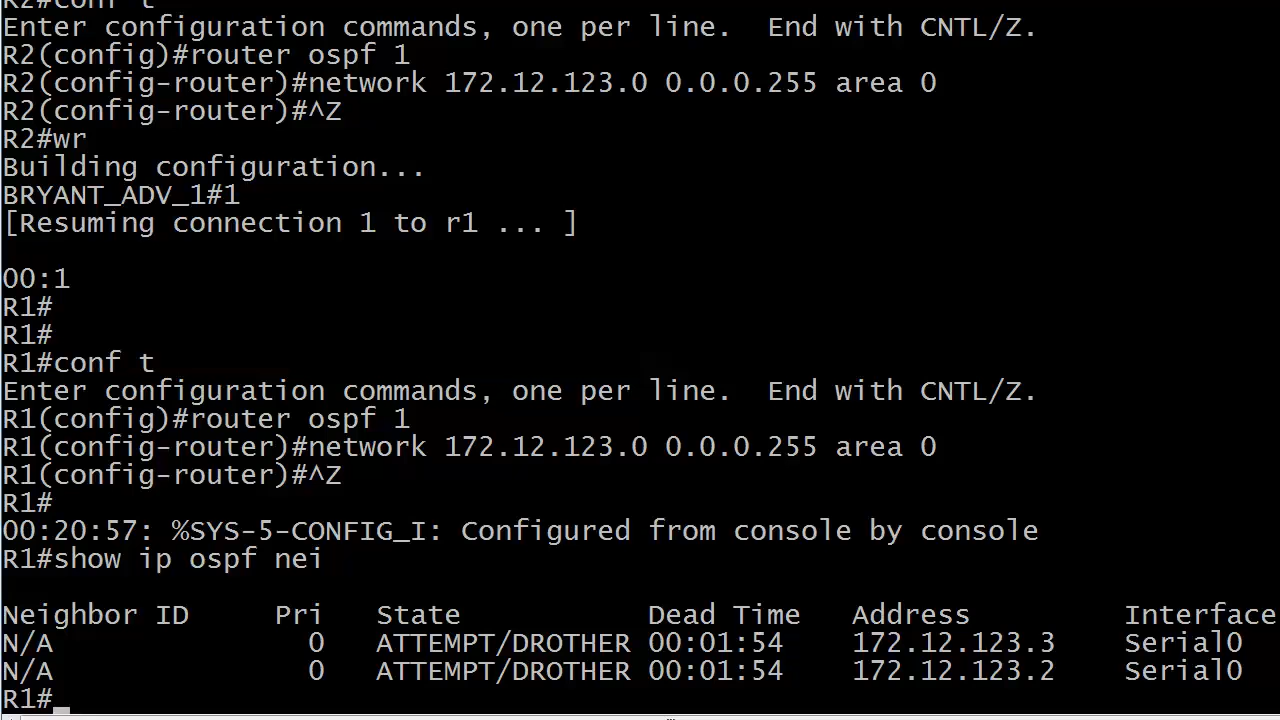 R2#conf t
Enter configuration commands, one per line.  End with CNTL/Z.
R2(config)#router ospf 1
R2(config-router)#network 172.12.123.0 0.0.0.255 area 0
R2(config-router)#^Z
R2#wr
Building configuration...
BRYANT_ADV_1#1
[Resuming connection 1 to r1 ... ]
00:1
R1#
R1#
R1#conf t
Enter configuration commands, one per line.  End with CNTL/Z.
R1(config)#router ospf 1
R1(config-router)#network 172.12.123.0 0.0.0.255 area 0
R1(config-router)#^Z
R1#
00:20:57: %SYS-5-CONFIG_I: Configured from console by console
R1#show ip ospf nei
Neighbor ID     Pri   State           Dead Time   Address         Interface
N/A               0   ATTEMPT/DROTHER 00:01:54    172.12.123.3    Serial0
N/A               0   ATTEMPT/DROTHER 00:01:54    172.12.123.2    Serial0
R1#